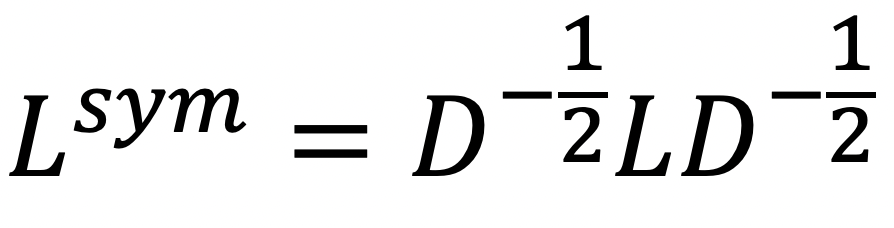 $L^{sym} = D^{-\frac{1}{2}} L D^{-\frac{1}{2}}$